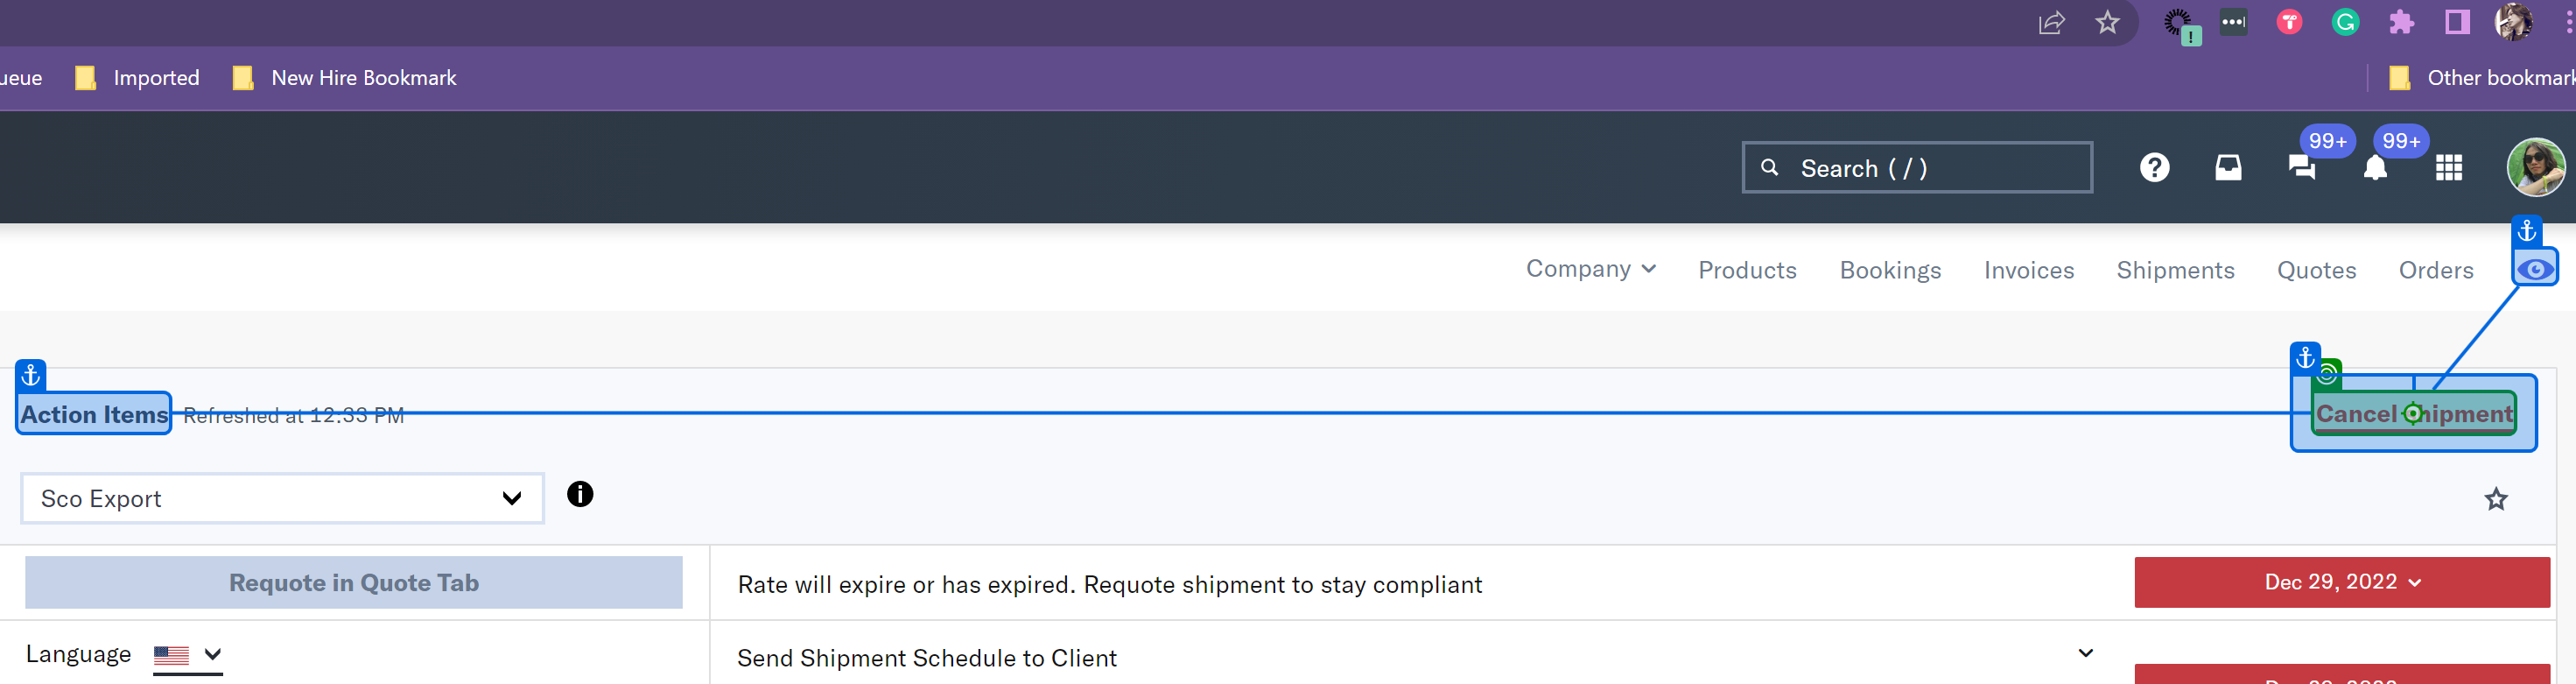 ueue Imported New Hire Bookmark Other bookmark
99+ 99+
Search ( / )
Company Products Bookings Invoices Shipments Quotes Orders
Action Items Refreshed at 12:33 PM Cancel Shipment
Sco Export
Requote in Quote Tab Rate will expire or has expired. Requote shipment to stay compliant Dec 29, 2022
Language Send Shipment Schedule to Client